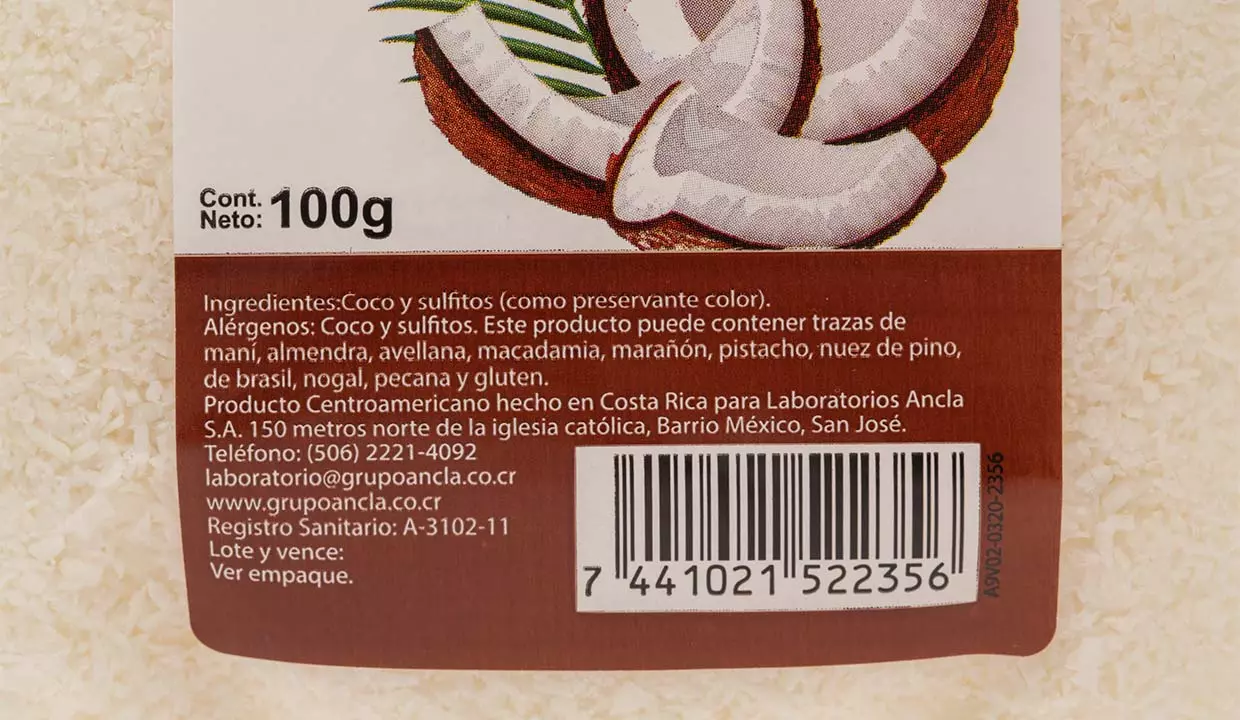 Cont.
Neto: 100g
Ingredientes:Coco y sulfitos (como preservante color).
Alérgenos: Coco y sulfitos. Este producto puede contener trazas de
maní, almendra, avellana, macadamia, marañón, pistacho, nuez de pino,
de brasil, nogal, pecana y gluten.
Producto Centroamericano hecho en Costa Rica para Laboratorios Ancla
S.A. 150 metros norte de la iglesia católica, Barrio México, San José.
Teléfono: (506) 2221-4092
laboratorio@grupoancla.co.cr
www.grupoancla.co.cr
Registro Sanitario: A-3102-11
Lote y vence:
Ver empaque.
7 441021 522356
A9V02-0320-2356